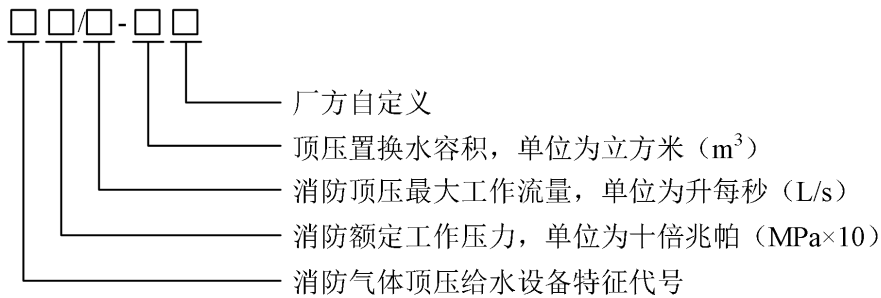 □ □/□-□ □
厂方自定义
顶压置换水容积，单位为立方米（m³）
消防顶压最大工作流量，单位为升每秒（L/s）
消防额定工作压力，单位为十倍兆帕（MPa×10）
消防气体顶压给水设备特征代号